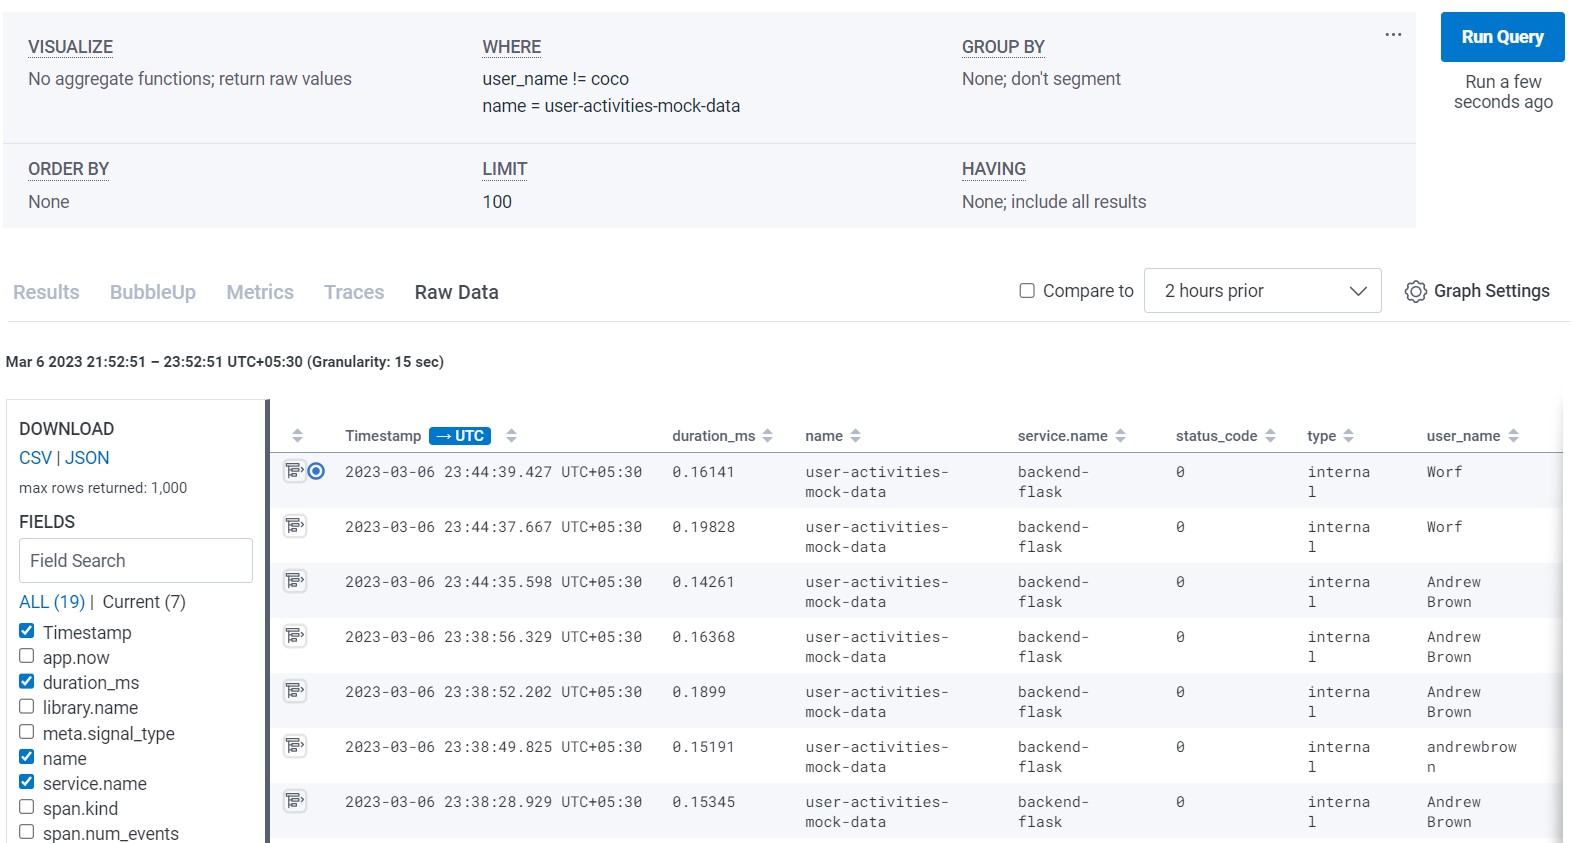 VISUALIZE
No aggregate functions; return raw values
WHERE
user_name != coco
name = user-activities-mock-data
GROUP BY
None; don't segment
...
Run Query
Run a few
seconds ago
ORDER BY
None
LIMIT
100
HAVING
None; include all results
Results BubbleUp Metrics Traces Raw Data
Compare to 2 hours prior Graph Settings
Mar 6 2023 21:52:51 – 23:52:51 UTC+05:30 (Granularity: 15 sec)
DOWNLOAD
CSV | JSON
max rows returned: 1,000
FIELDS
Field Search
ALL (19) | Current (7)
Timestamp
app.now
duration_ms
library.name
meta.signal_type
name
service.name
span.kind
span.num_events
Timestamp → UTC duration_ms name service.name status_code type user_name
2023-03-06 23:44:39.427 UTC+05:30 0.16141 user-activities- backend- 0 interna Worf
mock-data flask l
2023-03-06 23:44:37.667 UTC+05:30 0.19828 user-activities- backend- 0 interna Worf
mock-data flask l
2023-03-06 23:44:35.598 UTC+05:30 0.14261 user-activities- backend- 0 interna Andrew
mock-data flask l Brown
2023-03-06 23:38:56.329 UTC+05:30 0.16368 user-activities- backend- 0 interna Andrew
mock-data flask l Brown
2023-03-06 23:38:52.202 UTC+05:30 0.1899 user-activities- backend- 0 interna Andrew
mock-data flask l Brown
2023-03-06 23:38:49.825 UTC+05:30 0.15191 user-activities- backend- 0 interna andrewbrow
mock-data flask l n
2023-03-06 23:38:28.929 UTC+05:30 0.15345 user-activities- backend- 0 interna Andrew
mock-data flask l Brown